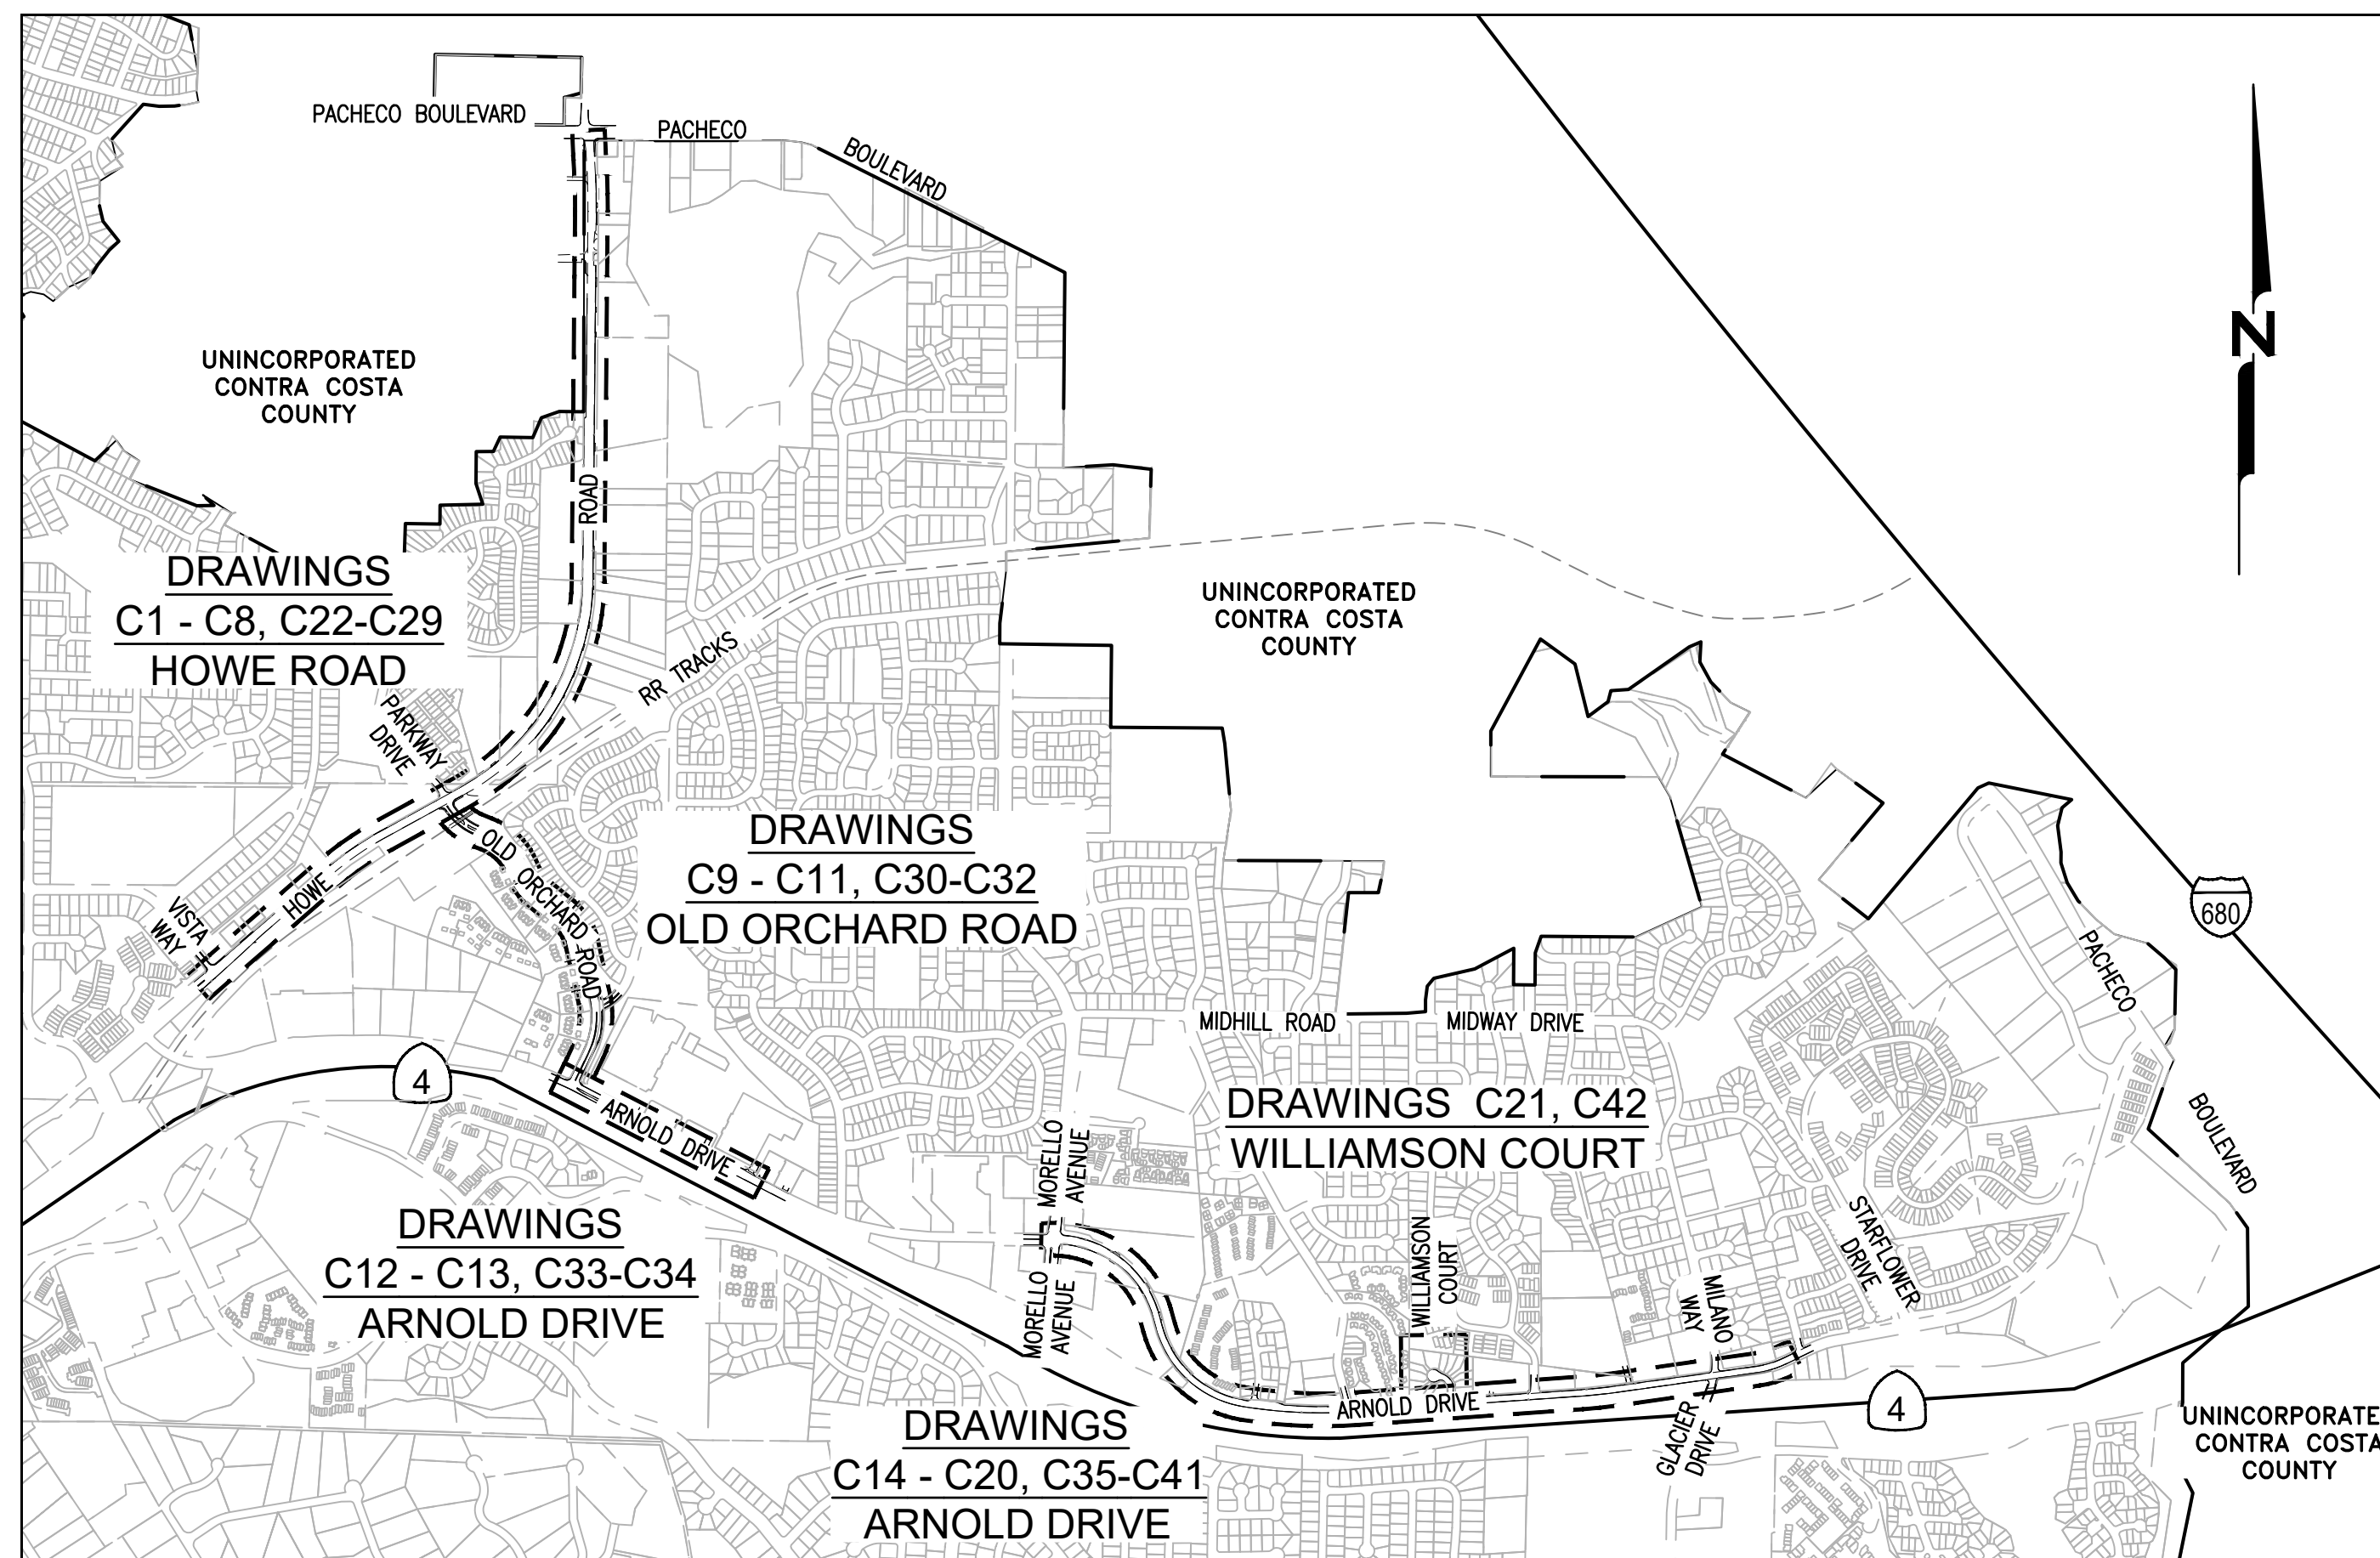 PACHECO BOULEVARD
PACHECO
BOULEVARD
N
UNINCORPORATED
CONTRA COSTA
COUNTY
ROAD
DRAWINGS
C1 - C8, C22-C29
HOWE ROAD
UNINCORPORATED
CONTRA COSTA
COUNTY
RR TRACKS
PARKWAY
DRIVE
OLD
ORCHARD
ROAD
DRAWINGS
C9 - C11, C30-C32
OLD ORCHARD ROAD
HOWE
VISTA
WAY
680
PACHECO
BOULEVARD
MIDHILL ROAD
MIDWAY DRIVE
4
ARNOLD DRIVE
MORELLO
AVENUE
DRAWINGS C21, C42
WILLIAMSON COURT
DRAWINGS
C12 - C13, C33-C34
ARNOLD DRIVE
MORELLO
AVENUE
WILLIAMSON
COURT
MILANO
WAY
STARFLOWER
DRIVE
ARNOLD DRIVE
GLACIER
DRIVE
4
DRAWINGS
C14 - C20, C35-C41
ARNOLD DRIVE
UNINCORPORATE
CONTRA COSTA
COUNTY